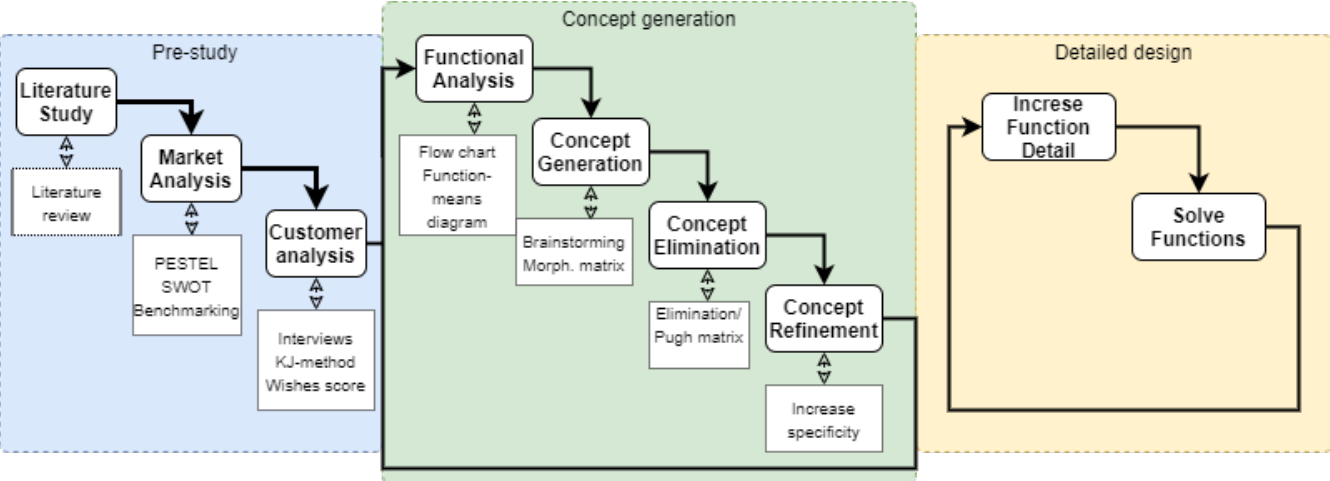 Pre-study
Literature
Study
Literature
review
Market
Analysis
PESTEL
SWOT
Benchmarking
Customer
analysis
Interviews
KJ-method
Wishes score
Concept generation
Functional
Analysis
Flow chart
Function-
means
diagram
Concept
Generation
Brainstorming
Morph. matrix
Concept
Elimination
Elimination/
Pugh matrix
Concept
Refinement
Increase
specificity
Detailed design
Increse
Function
Detail
Solve
Functions